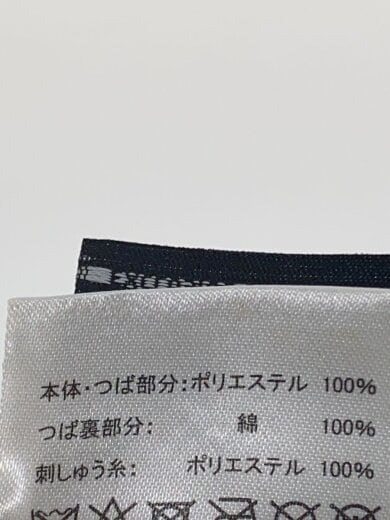 本体・つば部分:ポリエステル 100%
つば裏部分: 綿 100%
刺しゅう糸: ポリエステル 100%